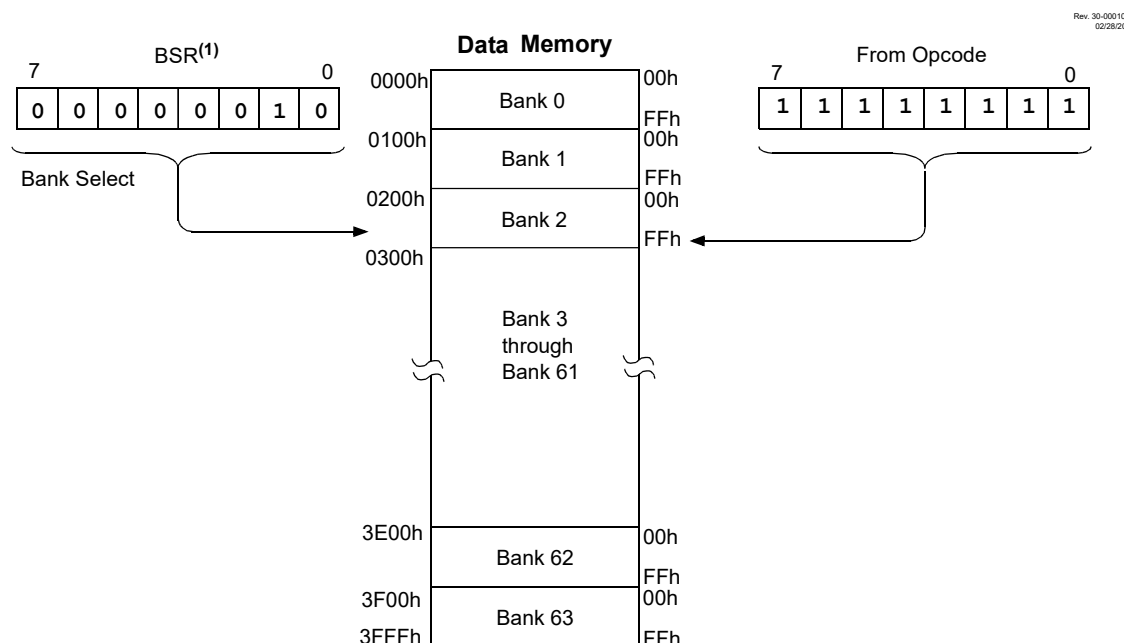 Rev. 30-00010
02/28/20
Data Memory
BSR(1)
From Opcode
7 0
0 0 0 0 0 0 1 0
Bank Select
7 0
1 1 1 1 1 1 1 1
0000h
Bank 0
00h
FFh
0100h
Bank 1
00h
FFh
0200h
Bank 2
00h
FFh
0300h
Bank 3
through
Bank 61
3E00h
Bank 62
00h
FFh
3F00h
Bank 63
00h
3FFFh
FFh